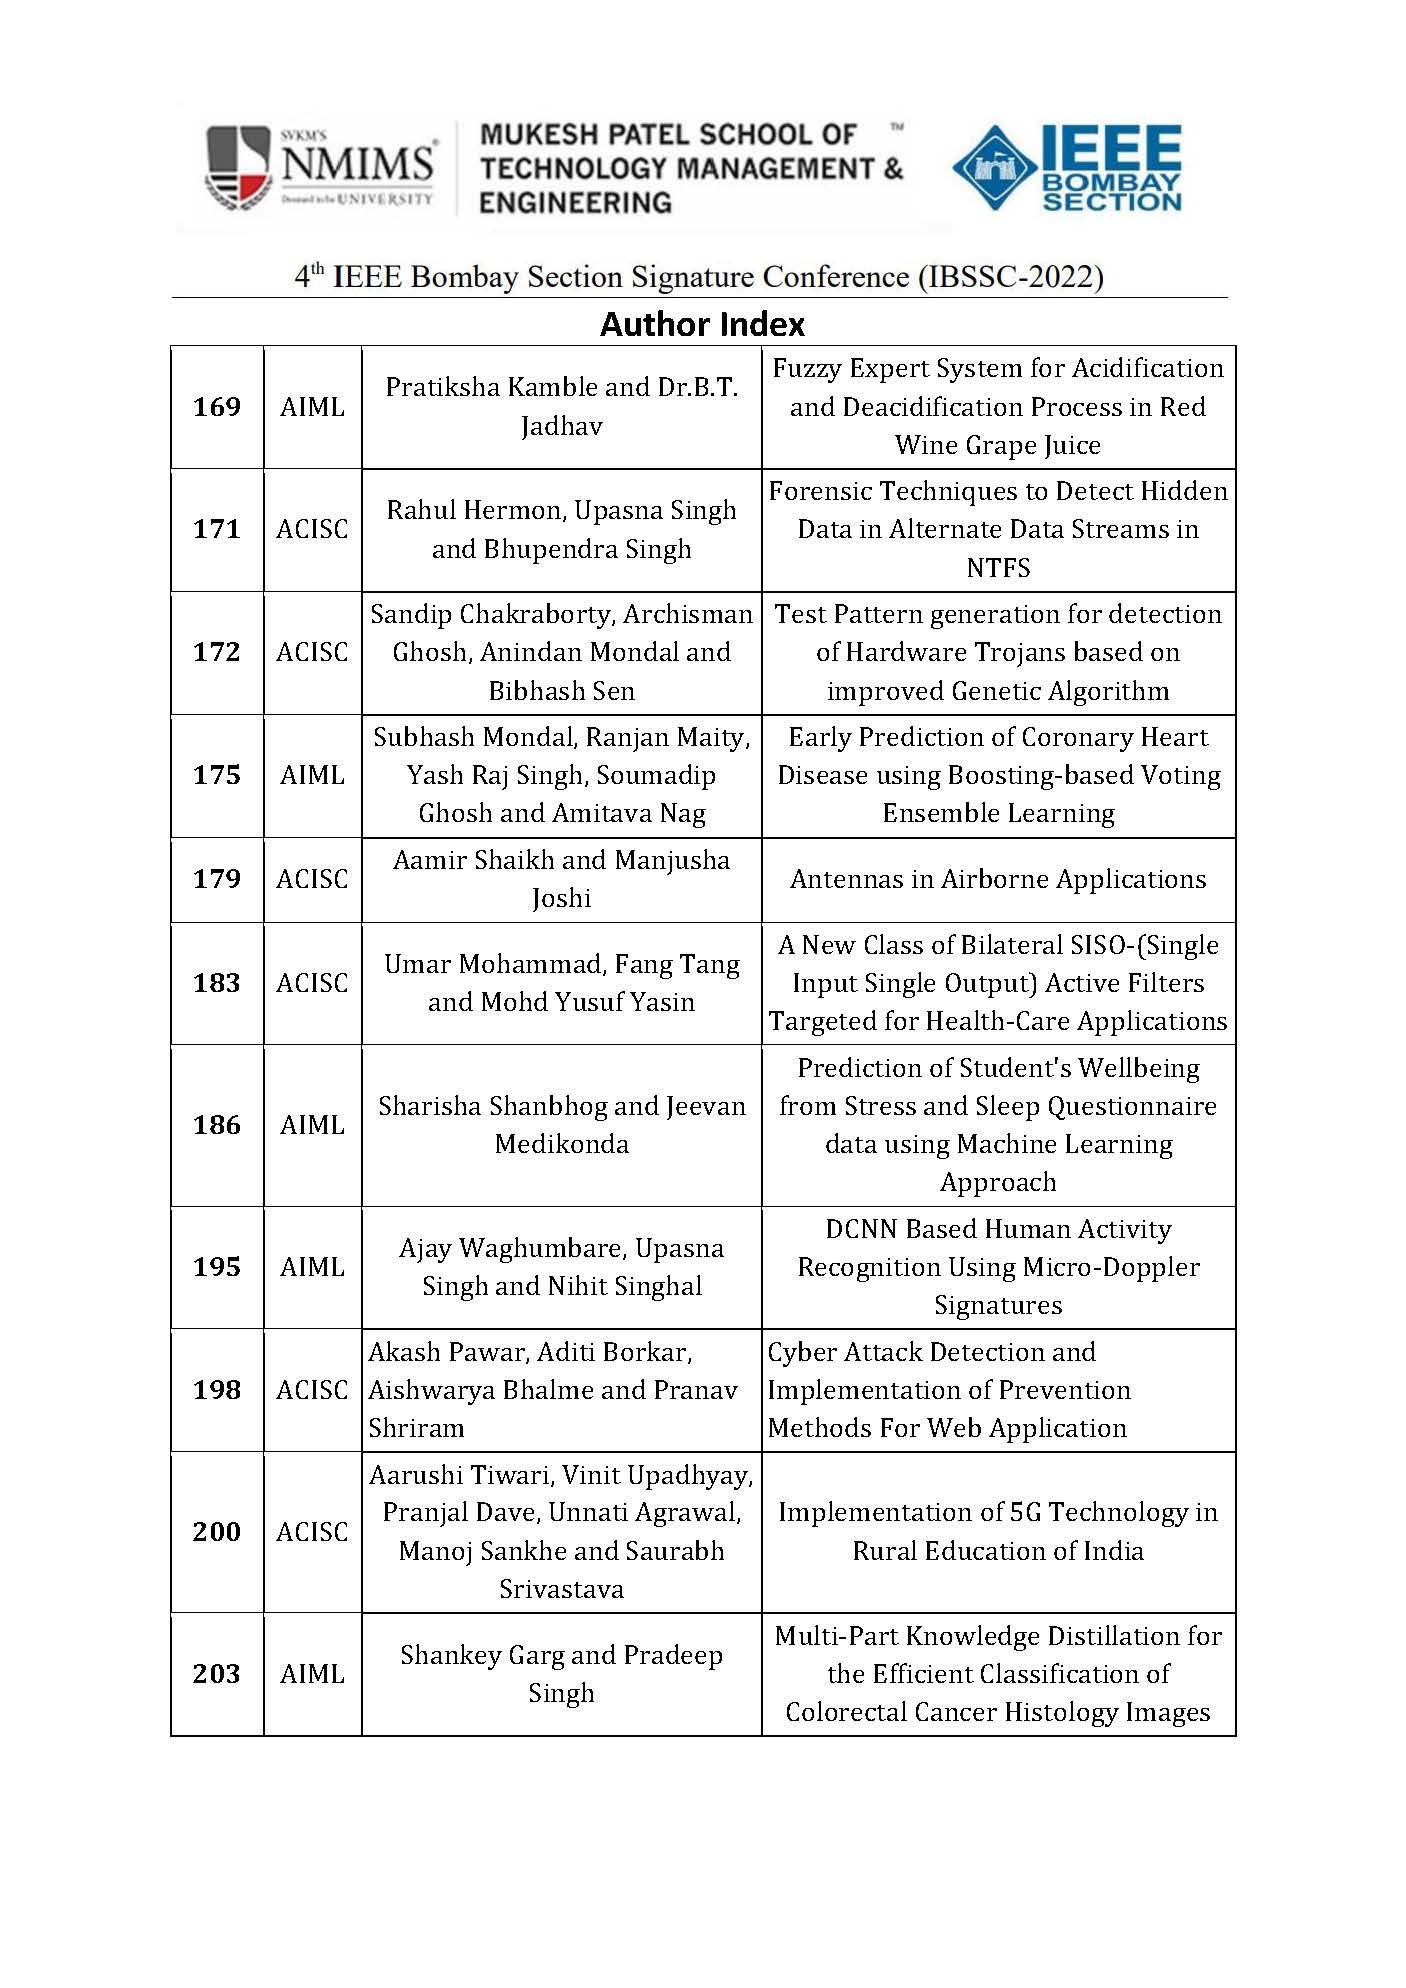 SVKM'S
NMIMS®
Deemed to be UNIVERSITY
MUKESH PATEL SCHOOL OF ™
TECHNOLOGY MANAGEMENT &
ENGINEERING
IEEE
BOMBAY
SECTION
4th IEEE Bombay Section Signature Conference (IBSSC-2022)
Author Index
169
AIML
Pratiksha Kamble and Dr.B.T.
Jadhav
Fuzzy Expert System for Acidification
and Deacidification Process in Red
Wine Grape Juice
171
ACISC
Rahul Hermon, Upasna Singh
and Bhupendra Singh
Forensic Techniques to Detect Hidden
Data in Alternate Data Streams in
NTFS
172
ACISC
Sandip Chakraborty, Archisman
Ghosh, Anindan Mondal and
Bibhash Sen
Test Pattern generation for detection
of Hardware Trojans based on
improved Genetic Algorithm
175
AIML
Subhash Mondal, Ranjan Maity,
Yash Raj Singh, Soumadip
Ghosh and Amitava Nag
Early Prediction of Coronary Heart
Disease using Boosting-based Voting
Ensemble Learning
179
ACISC
Aamir Shaikh and Manjusha
Joshi
Antennas in Airborne Applications
183
ACISC
Umar Mohammad, Fang Tang
and Mohd Yusuf Yasin
A New Class of Bilateral SISO-(Single
Input Single Output) Active Filters
Targeted for Health-Care Applications
186
AIML
Sharisha Shanbhog and Jeevan
Medikonda
Prediction of Student's Wellbeing
from Stress and Sleep Questionnaire
data using Machine Learning
Approach
195
AIML
Ajay Waghumbare, Upasna
Singh and Nihit Singhal
DCNN Based Human Activity
Recognition Using Micro-Doppler
Signatures
198
ACISC
Akash Pawar, Aditi Borkar,
Aishwarya Bhalme and Pranav
Shriram
Cyber Attack Detection and
Implementation of Prevention
Methods For Web Application
200
ACISC
Aarushi Tiwari, Vinit Upadhyay,
Pranjal Dave, Unnati Agrawal,
Manoj Sankhe and Saurabh
Srivastava
Implementation of 5G Technology in
Rural Education of India
203
AIML
Shankey Garg and Pradeep
Singh
Multi-Part Knowledge Distillation for
the Efficient Classification of
Colorectal Cancer Histology Images